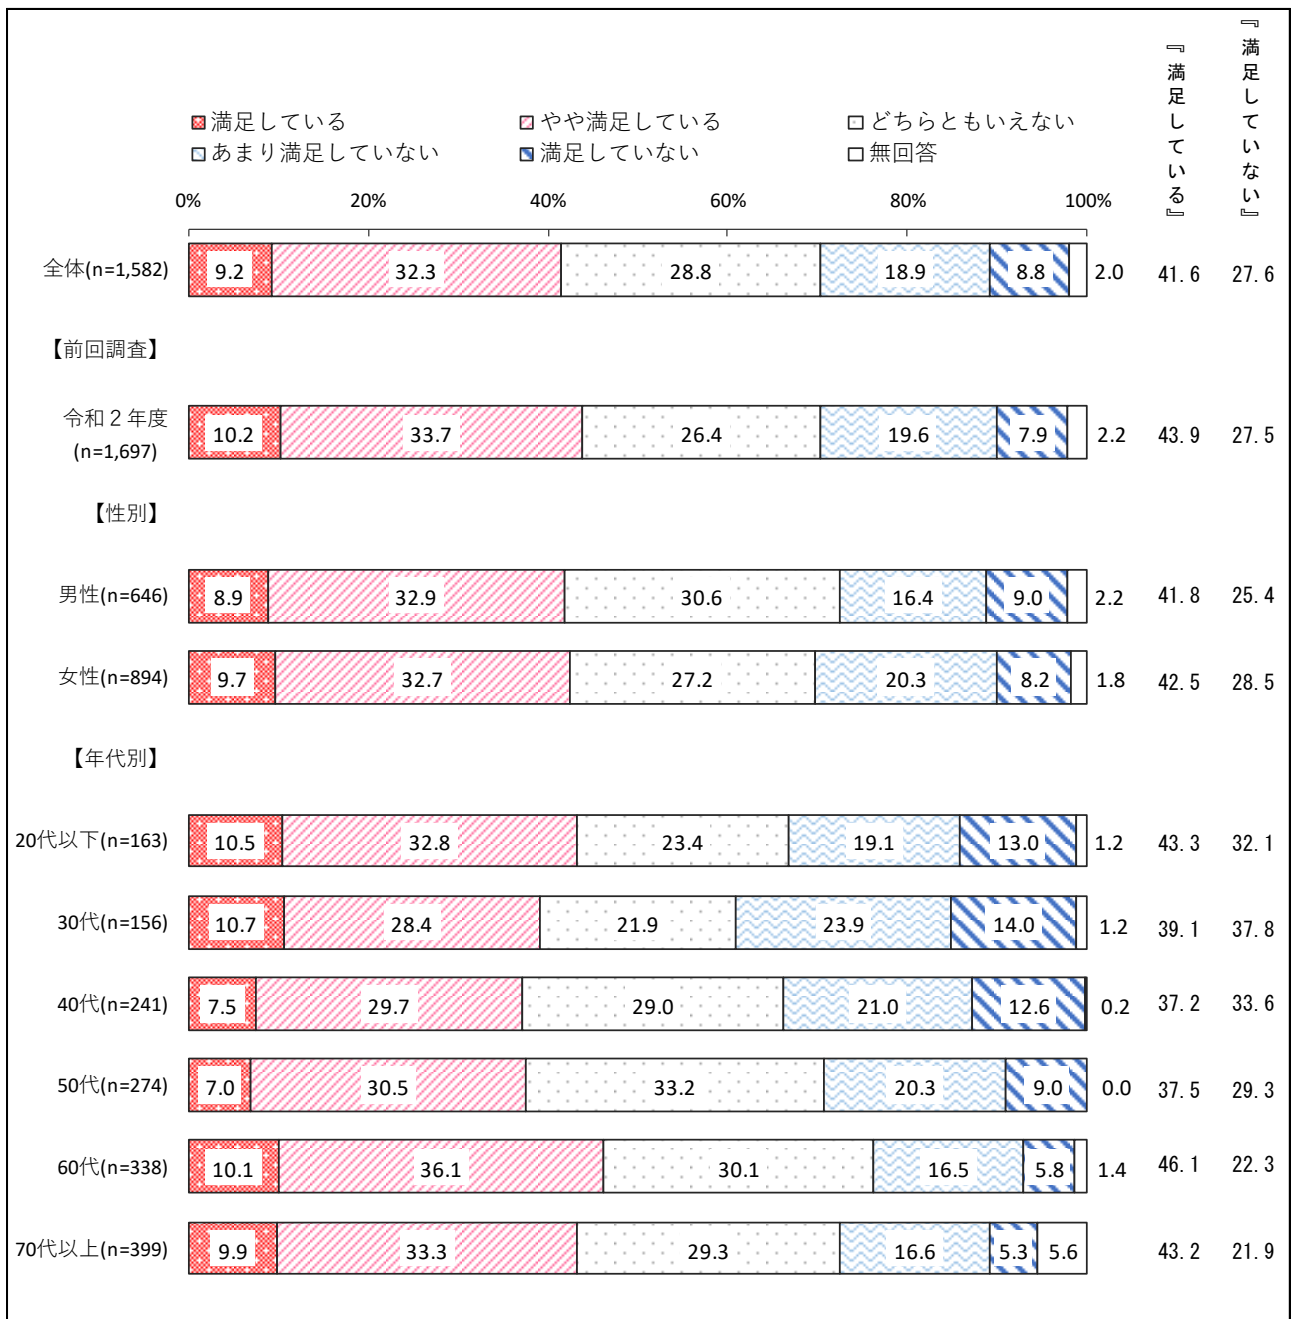 『満足している』
『満足していない』
満足している やや満足している どちらともいえない
あまり満足していない 満足していない 無回答
0% 20% 40% 60% 80% 100%
全体(n=1,582) 9.2 32.3 28.8 18.9 8.8 2.0 41.6 27.6
【前回調査】
令和２年度
(n=1,697) 10.2 33.7 26.4 19.6 7.9 2.2 43.9 27.5
【性別】
男性(n=646) 8.9 32.9 30.6 16.4 9.0 2.2 41.8 25.4
女性(n=894) 9.7 32.7 27.2 20.3 8.2 1.8 42.5 28.5
【年代別】
20代以下(n=163) 10.5 32.8 23.4 19.1 13.0 1.2 43.3 32.1
30代(n=156) 10.7 28.4 21.9 23.9 14.0 1.2 39.1 37.8
40代(n=241) 7.5 29.7 29.0 21.0 12.6 0.2 37.2 33.6
50代(n=274) 7.0 30.5 33.2 20.3 9.0 0.0 37.5 29.3
60代(n=338) 10.1 36.1 30.1 16.5 5.8 1.4 46.1 22.3
70代以上(n=399) 9.9 33.3 29.3 16.6 5.3 5.6 43.2 21.9